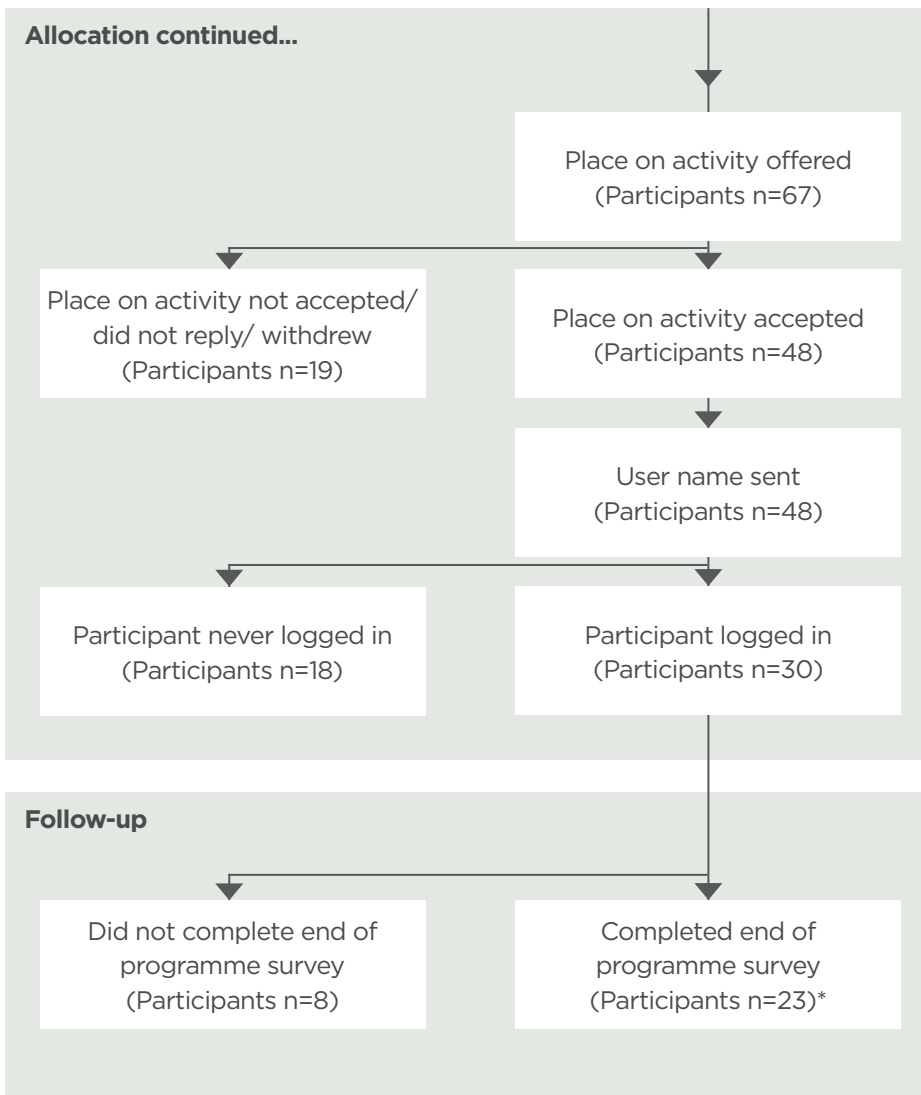 Allocation continued...
Place on activity offered
(Participants n=67)
Place on activity not accepted/
did not reply/ withdrew
(Participants n=19)
Place on activity accepted
(Participants n=48)
User name sent
(Participants n=48)
Participant never logged in
(Participants n=18)
Participant logged in
(Participants n=30)
Follow-up
Did not complete end of
programme survey
(Participants n=8)
Completed end of
programme survey
(Participants n=23)*